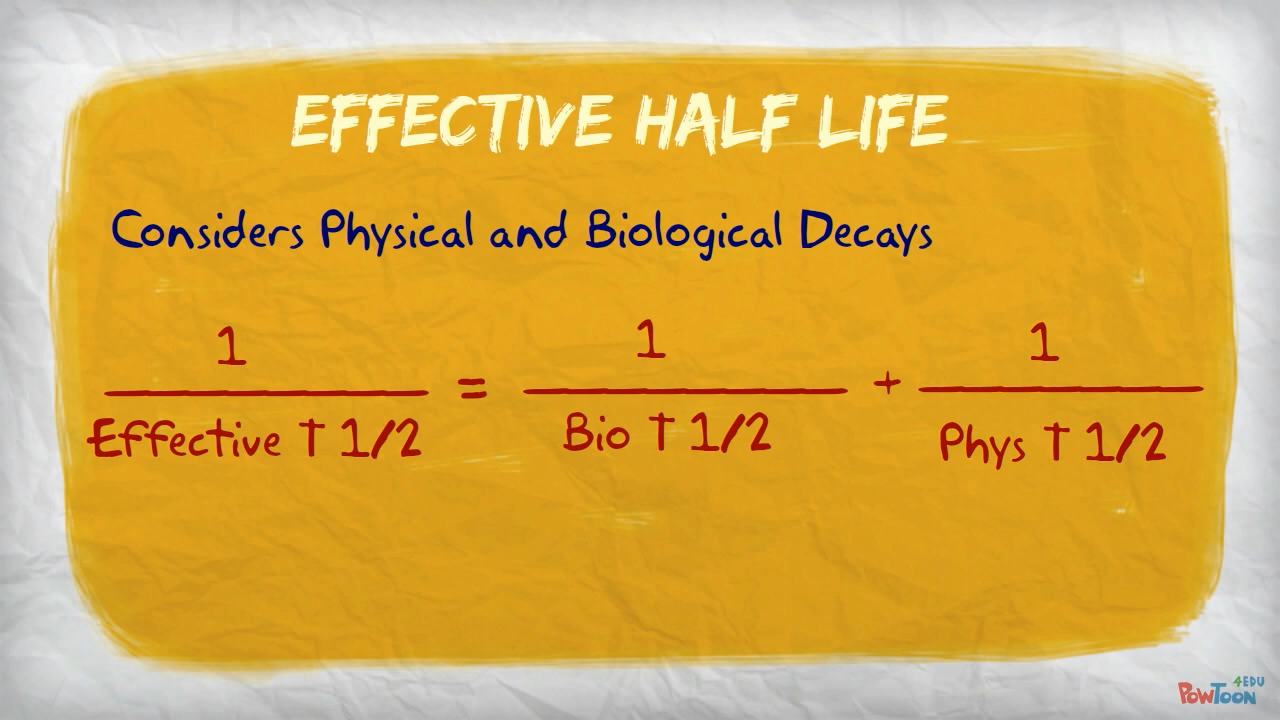 EFFECTIVE HALF LIFE
Considers Physical and Biological Decays
1
Effective T 1/2
=
1
Bio T 1/2
+
1
Phys T 1/2
4EDU
POWTOON